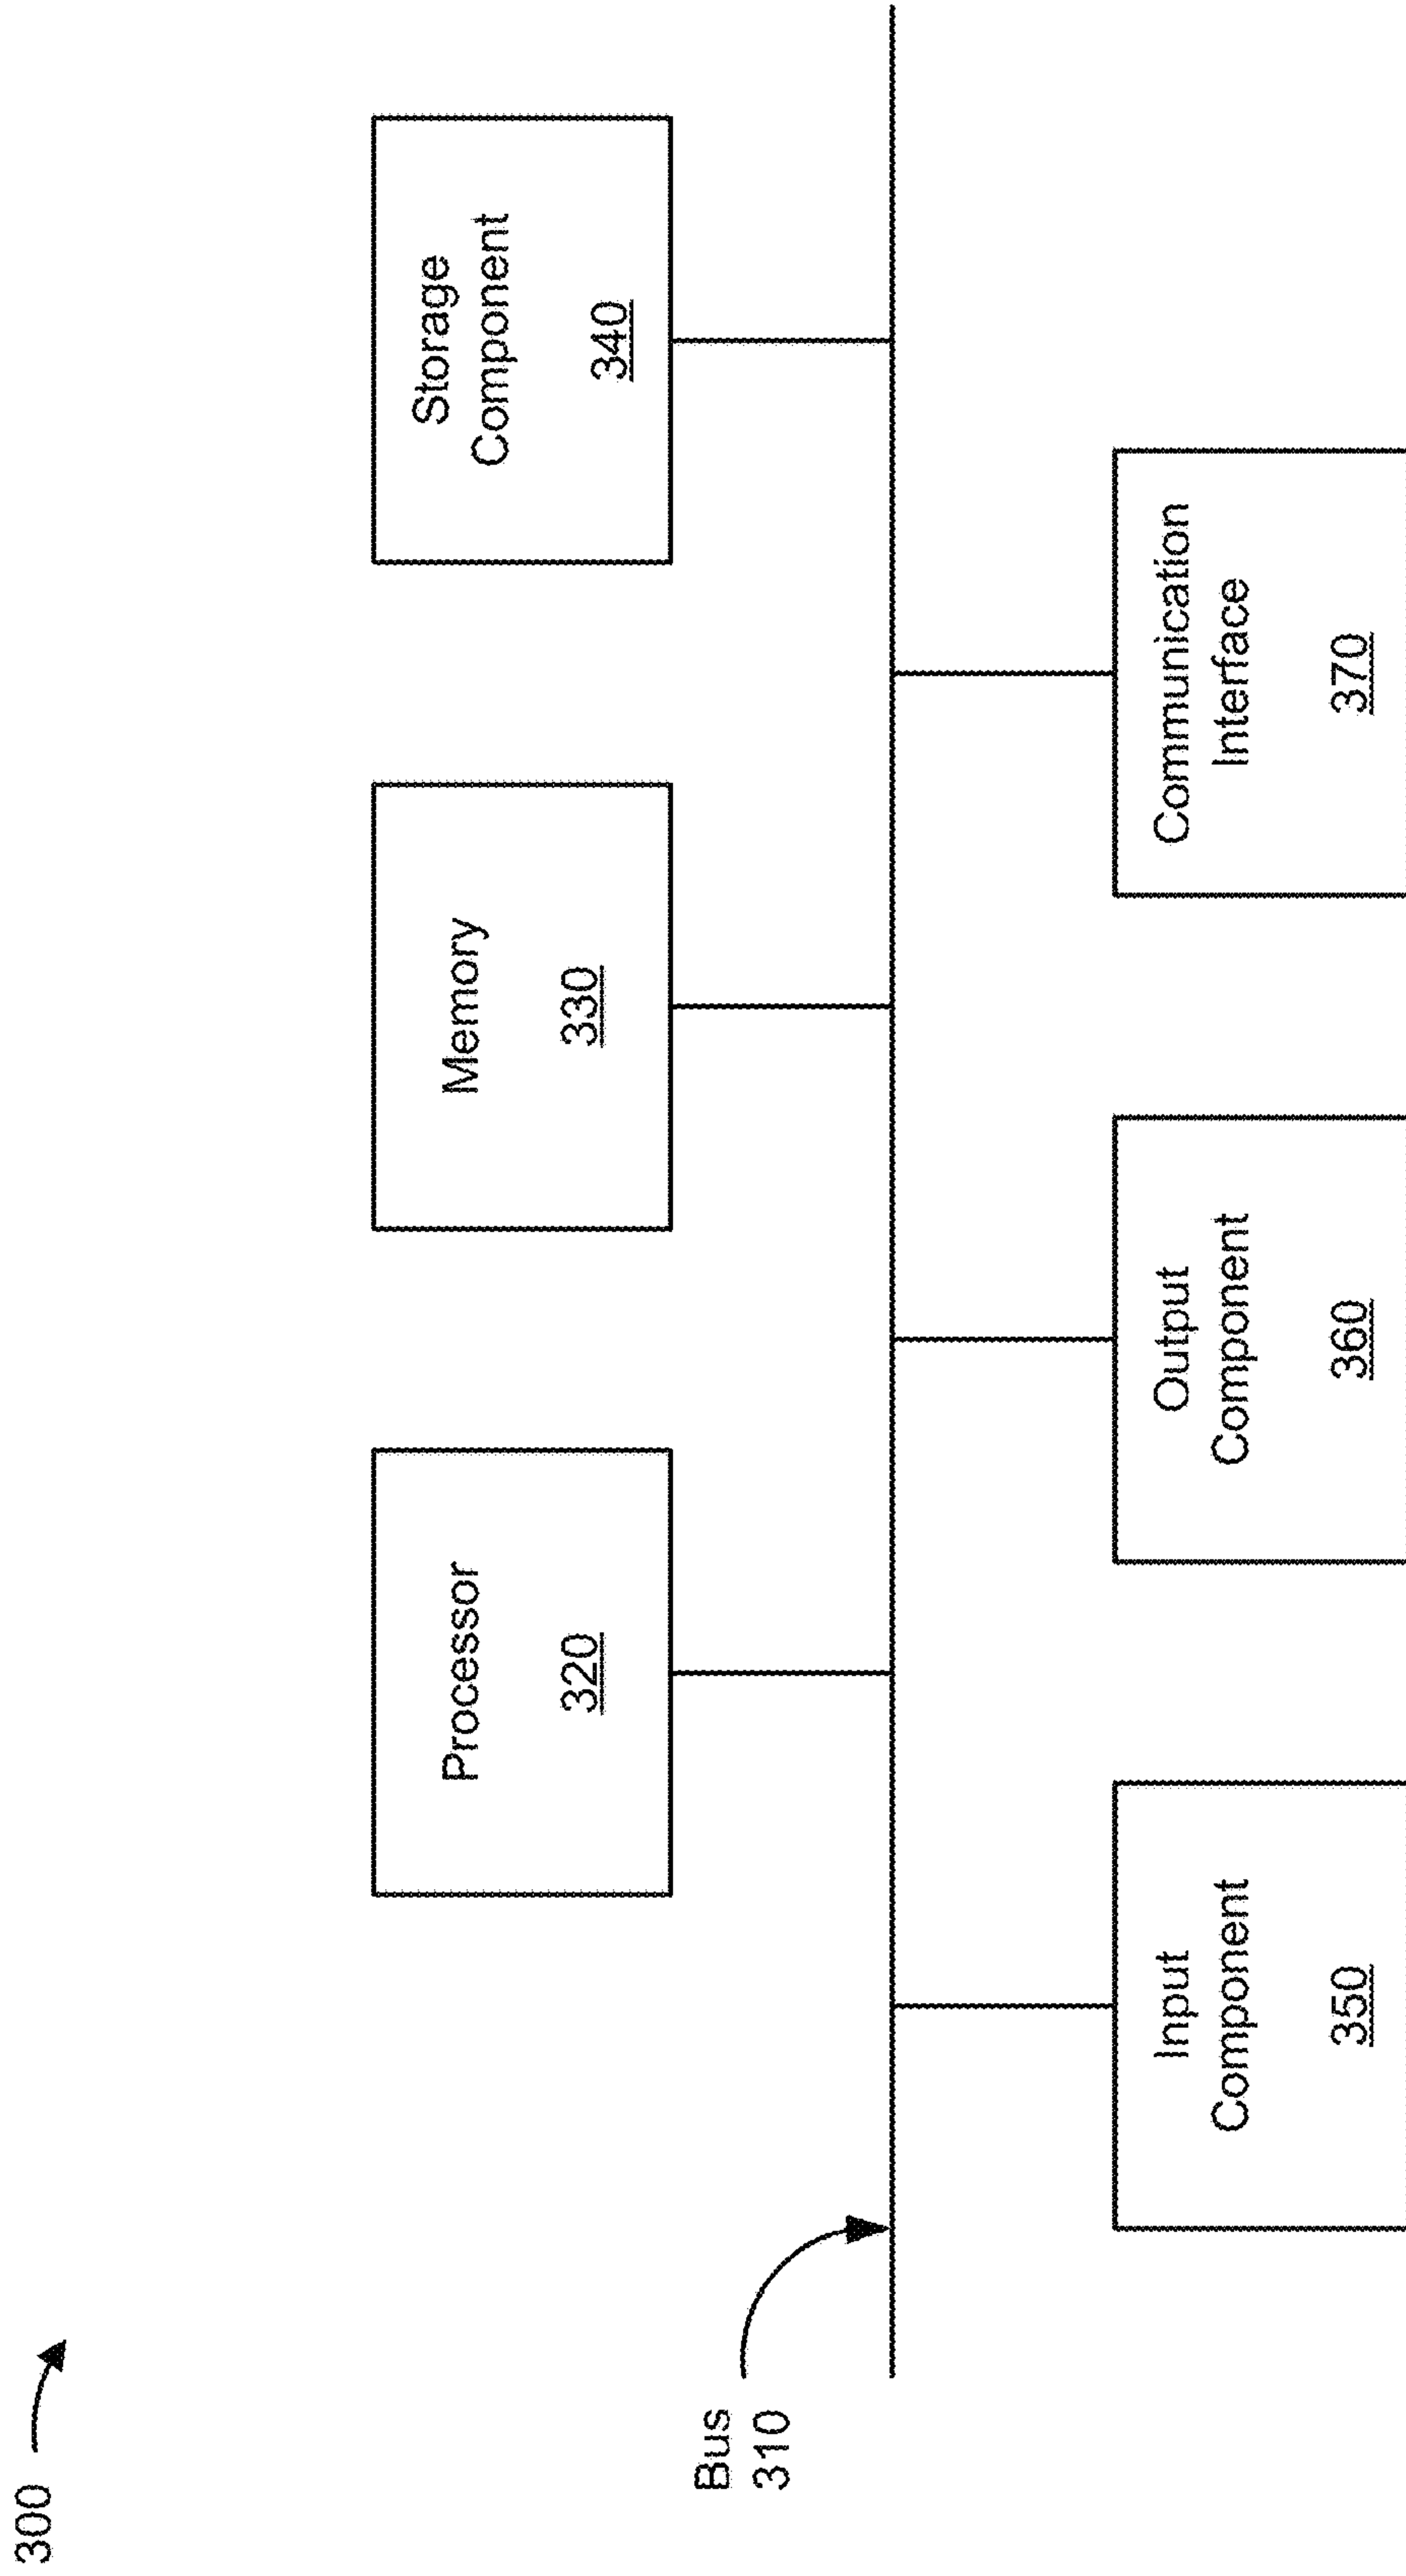 300
Processor
320
Memory
330
Storage
Component
340
Bus
310
Input
Component
350
Output
Component
360
Communication
Interface
370